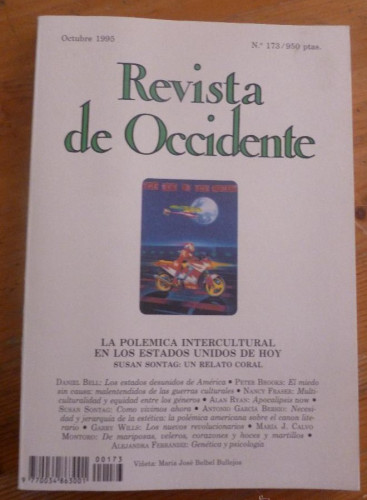 Octubre 1995
N.º 173/950 ptas.
Revista
de Occidente
LA POLEMICA INTERCULTURAL
EN LOS ESTADOS UNIDOS DE HOY
SUSAN SONTAG: UN RELATO CORAL
DANIEL BELL: Los estados desunidos de América • PETER BROOKS: El miedo
sin caras: malentendidos de las guerras culturales • NANCY FRASER: Multi-
culturalidad y equidad entre los géneros • ALAN RYAN: Apocalipsis now •
SUSAN SONTAG: Como vivimos ahora • ANTONIO GARCÍA BERRIO: Necesi-
dad y jerarquía de la estética: la polémica americana sobre el canon lite-
rario • GARRY WILLS: Los nuevos revolucionarios • MARÍA J. CALVO
MONTORO: De mariposas, veleros, corazones y hoces y martillos •
ALEJANDRA FERRÁNDIZ: Genética y psicología
Viñeta: María José Belbel Bullejos
00173
9 770034 863001